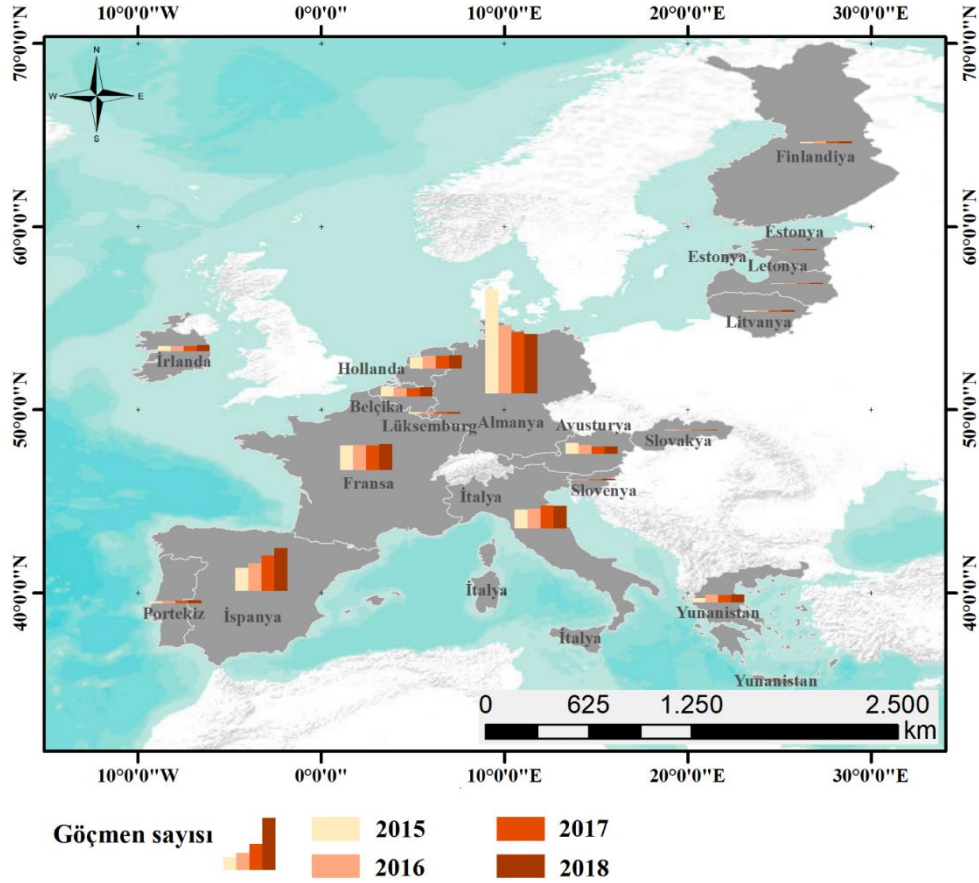 10°0'0"W 0°0'0" 10°0'0"E 20°0'0"E 30°0'0"E
70°0'0"N 70°0'0"N
N
W E
S
Finlandiya
60°0'0"N 60°0'0"N
Estonya
Estonya Letonya
Litvanya
İrlanda
Hollanda
Belçika
50°0'0"N 50°0'0"N
Lüksemburg Almanya Avusturya
Slovakya
Fransa İtalya Slovenya
40°0'0"N 40°0'0"N
Portekiz İspanya İtalya Yunanistan
İtalya
Yunanistan
0 625 1.250 2.500
km
10°0'0"W 0°0'0" 10°0'0"E 20°0'0"E 30°0'0"E
Göçmen sayısı
2015 2017
2016 2018